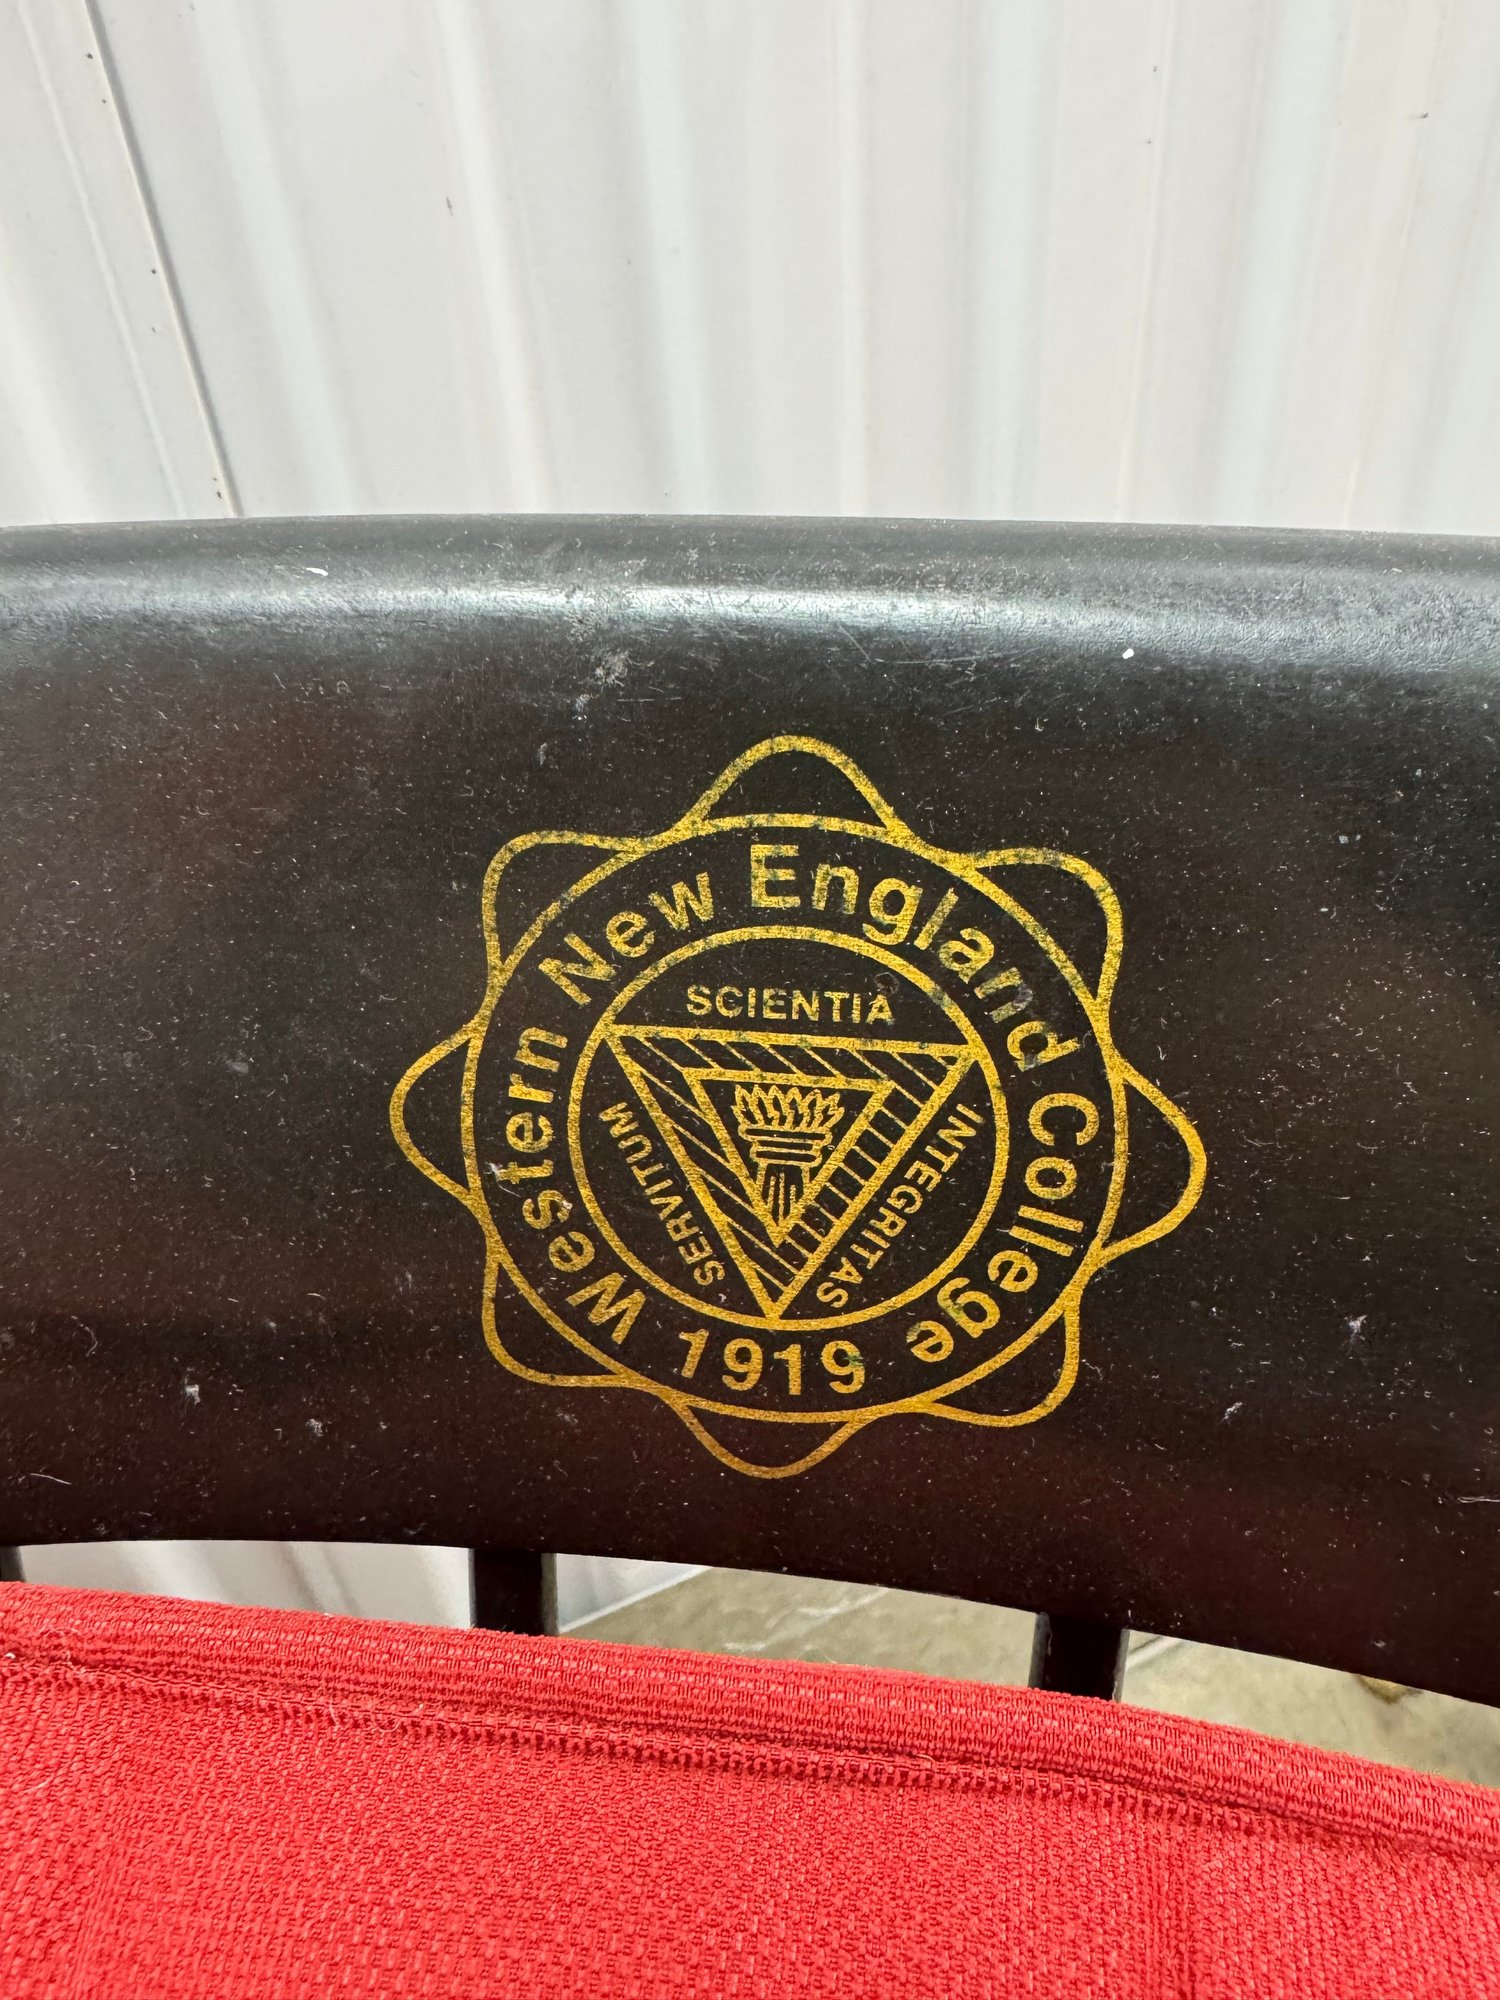 Western New England College
1919
SCIENTIA
INTEGRITAS
SERVITUM